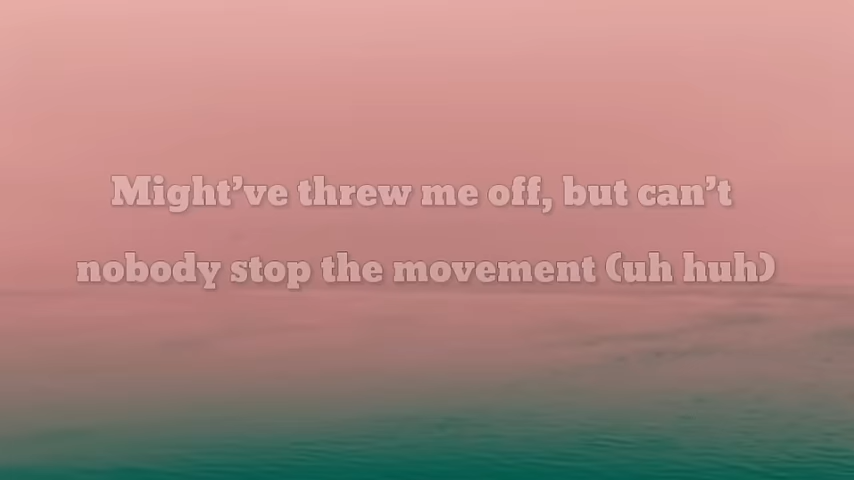 Might’ve threw me off, but can’t
nobody stop the movement (uh huh)